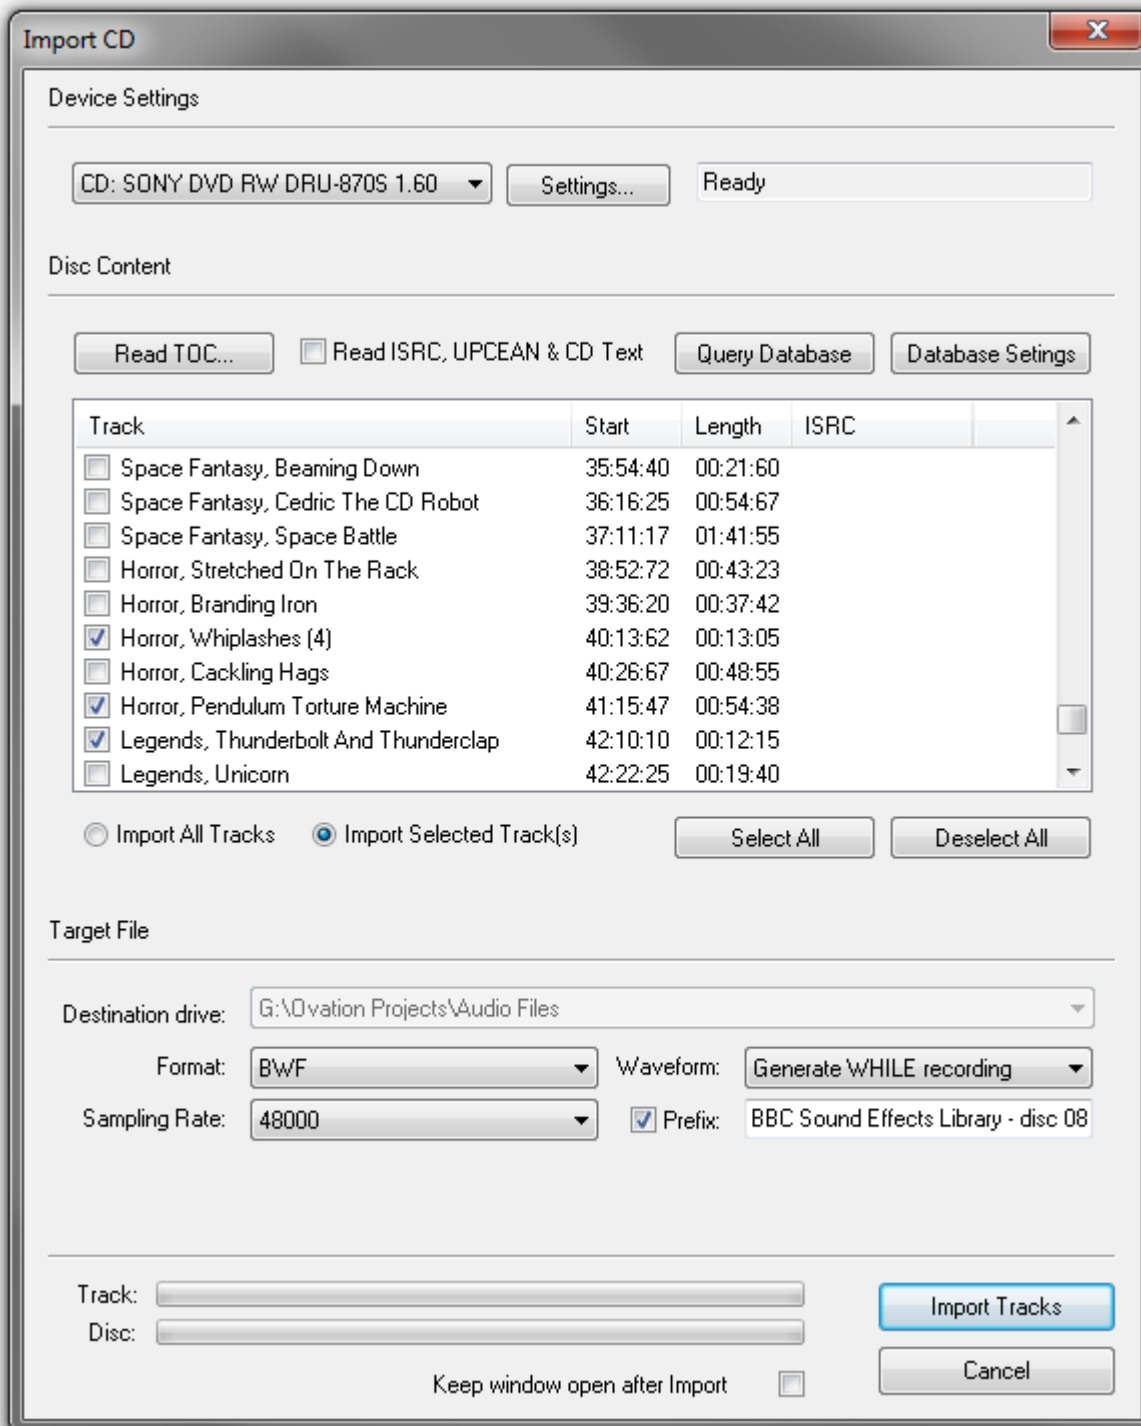 Import CD
Device Settings
CD: SONY DVD RW DRU-870S 1.60 Settings... Ready
Disc Content
Read TOC... Read ISRC, UPCEAN & CD Text Query Database Database Setings
Track Start Length ISRC
Space Fantasy, Beaming Down 35:54:40 00:21:60
Space Fantasy, Cedric The CD Robot 36:16:25 00:54:67
Space Fantasy, Space Battle 37:11:17 01:41:55
Horror, Stretched On The Rack 38:52:72 00:43:23
Horror, Branding Iron 39:36:20 00:37:42
Horror, Whiplashes (4) 40:13:62 00:13:05
Horror, Cackling Hags 40:26:67 00:48:55
Horror, Pendulum Torture Machine 41:15:47 00:54:38
Legends, Thunderbolt And Thunderclap 42:10:10 00:12:15
Legends, Unicorn 42:22:25 00:19:40
Import All Tracks Import Selected Track(s) Select All Deselect All
Target File
Destination drive: G:\Ovation Projects\Audio Files
Format: BWF Waveform: Generate WHILE recording
Sampling Rate: 48000 Prefix: BBC Sound Effects Library - disc 08
Track: Import Tracks
Disc:
Keep window open after Import Cancel